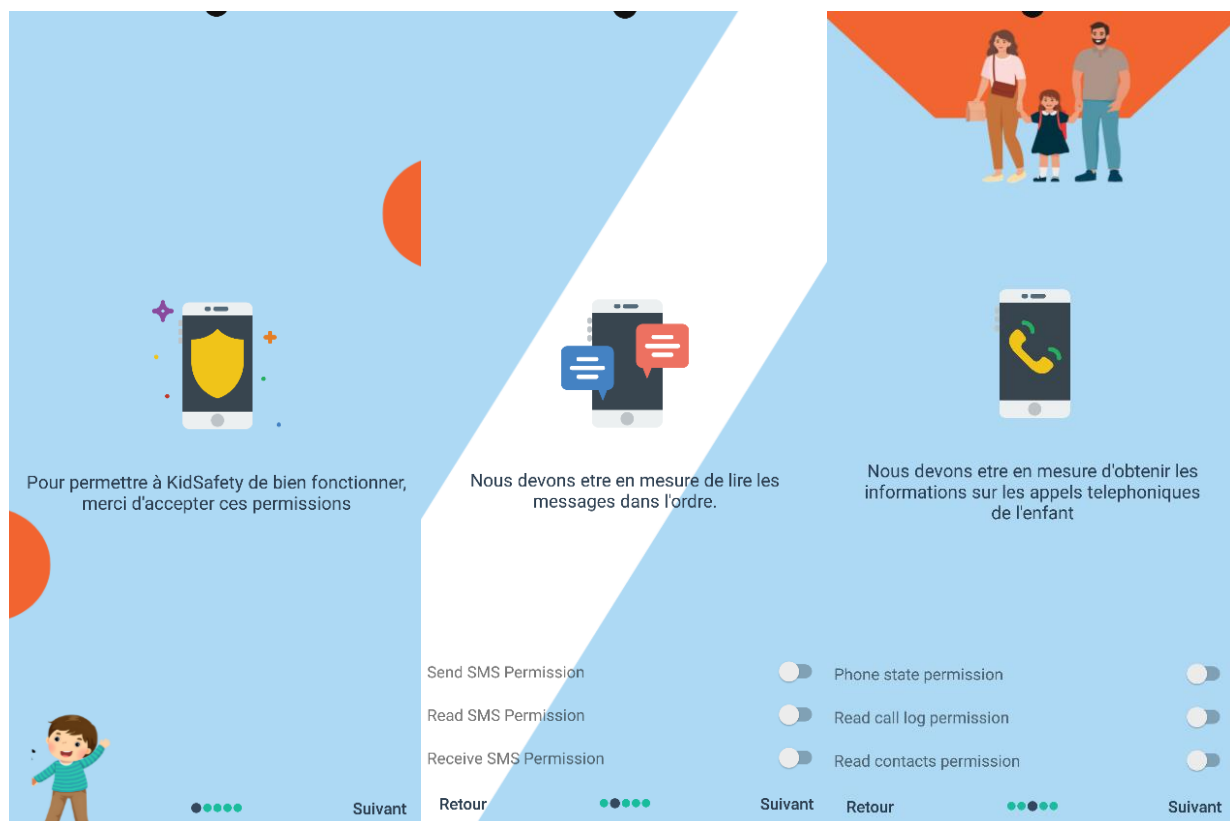 Pour permettre à KidSafety de bien fonctionner,
merci d'accepter ces permissions
Suivant
Nous devons etre en mesure de lire les
messages dans l'ordre.
Send SMS Permission
Read SMS Permission
Receive SMS Permission
Retour
Suivant
Nous devons etre en mesure d'obtenir les
informations sur les appels telephoniques
de l'enfant
Phone state permission
Read call log permission
Read contacts permission
Retour
Suivant